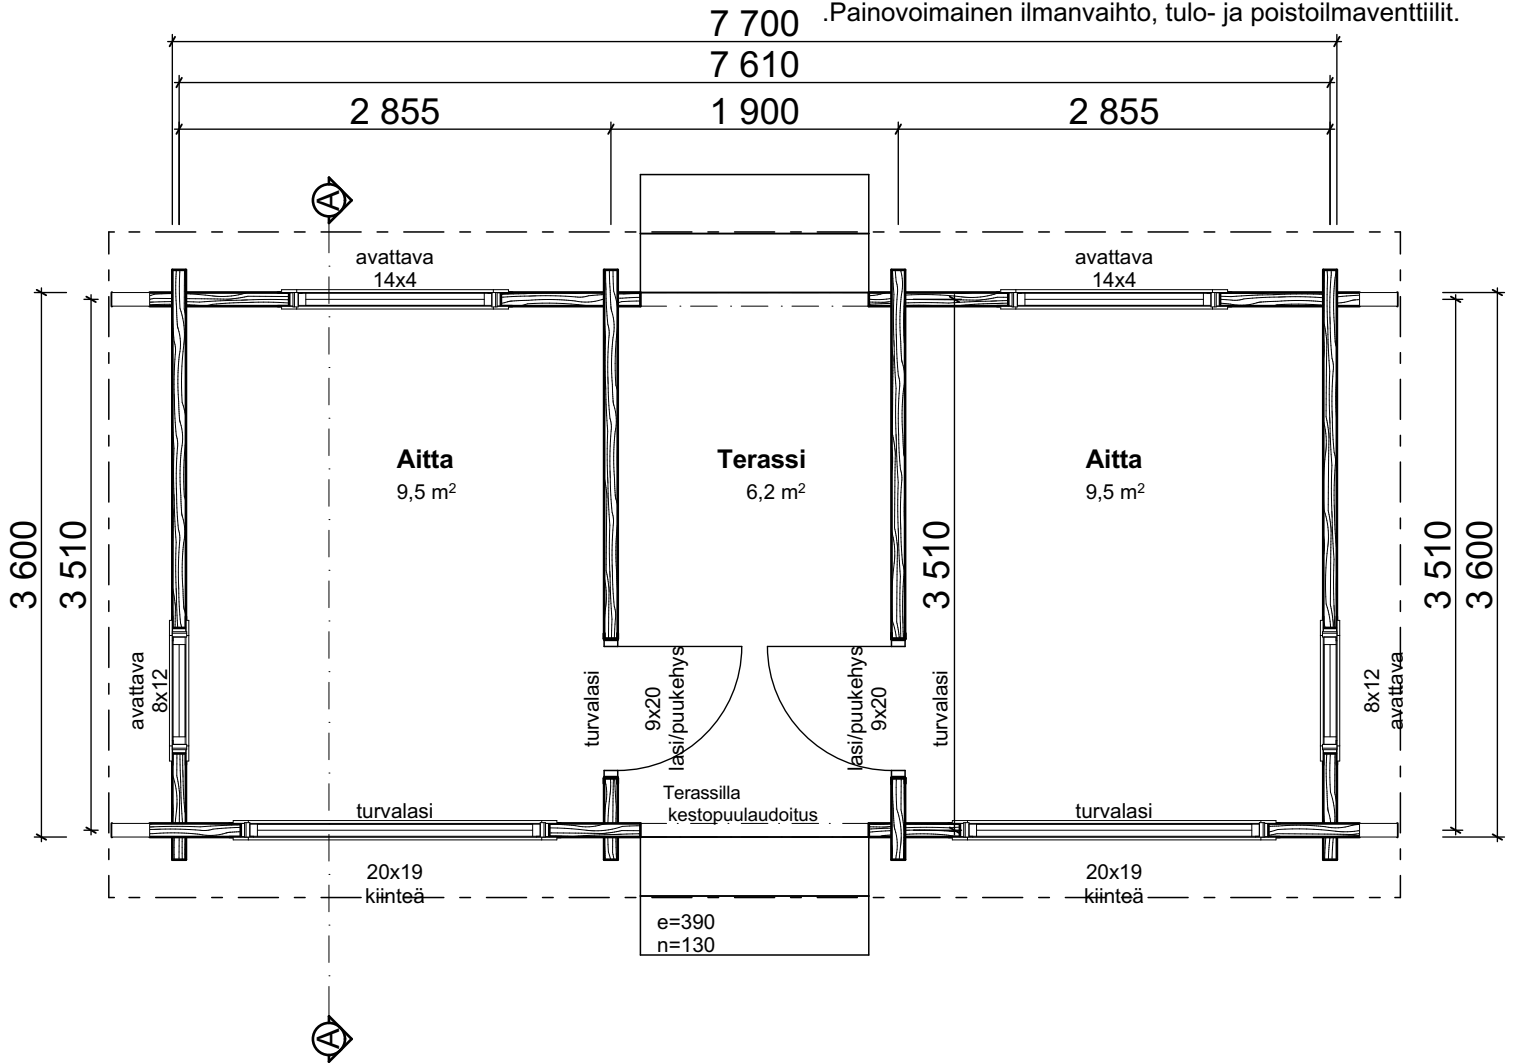 .Painovoimainen ilmanvaihto, tulo- ja poistoilmaventtiilit.
7 700
7 610
2 855
1 900
2 855
A
avattava
14x4
avattava
14x4
Aitta
9,5 m²
Terassi
6,2 m²
Aitta
9,5 m²
3 600
3 510
3 510
3 510
3 600
avattava
8x12
turvalasi
9x20
lasi/puukehys
lasi/puukehys
9x20
turvalasi
8x12
avattava
Terassilla
kestopuulaudoitus
turvalasi
turvalasi
20x19
kiinteä
20x19
kiinteä
e=390
n=130
A